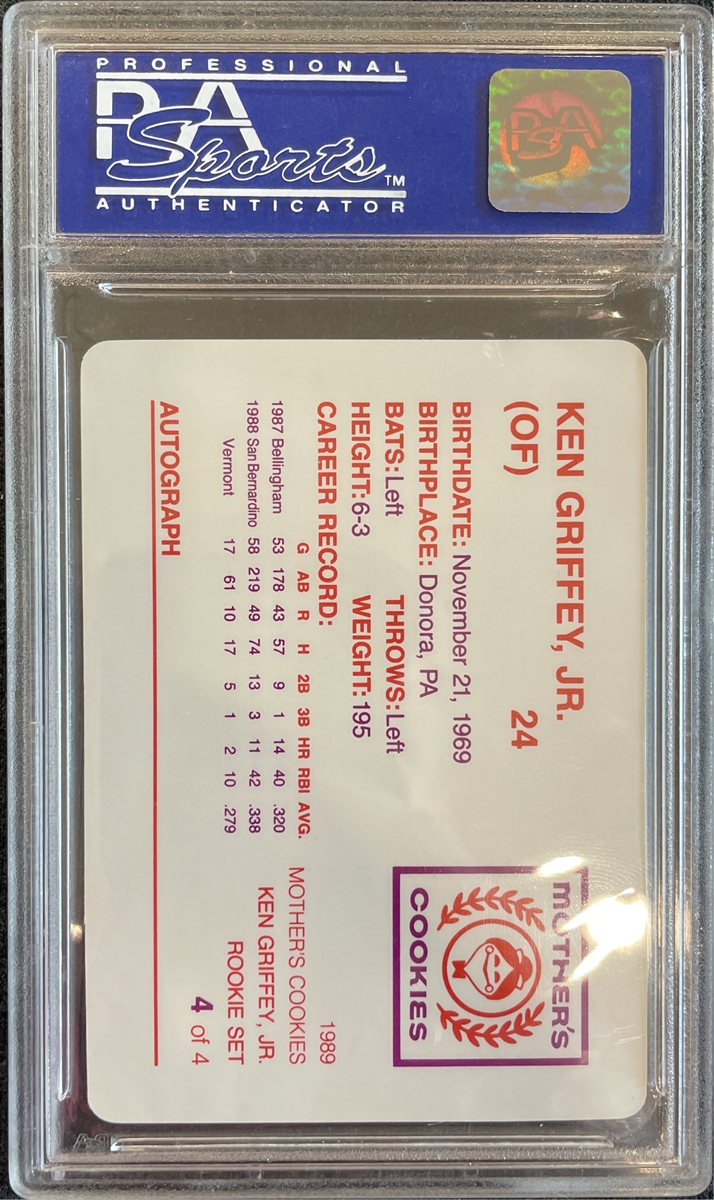 PROFESSIONAL
PSA
Sports™
AUTHENTICATOR
PSA
KEN GRIFFEY, JR.
(OF) 24
BIRTHDATE: November 21, 1969
BIRTHPLACE: Donora, PA
BATS: Left THROWS: Left
HEIGHT: 6-3 WEIGHT: 195
CAREER RECORD:
G AB R H 2B 3B HR RBI AVG.
1987 Bellingham 53 178 43 57 9 1 14 40 .320
1988 San Bernardino 58 219 49 74 13 3 11 42 .338
Vermont 17 61 10 17 5 1 2 10 .279
AUTOGRAPH
MOTHER'S
COOKIES
1989
MOTHER'S COOKIES
KEN GRIFFEY, JR.
ROOKIE SET
4 of 4
PSA